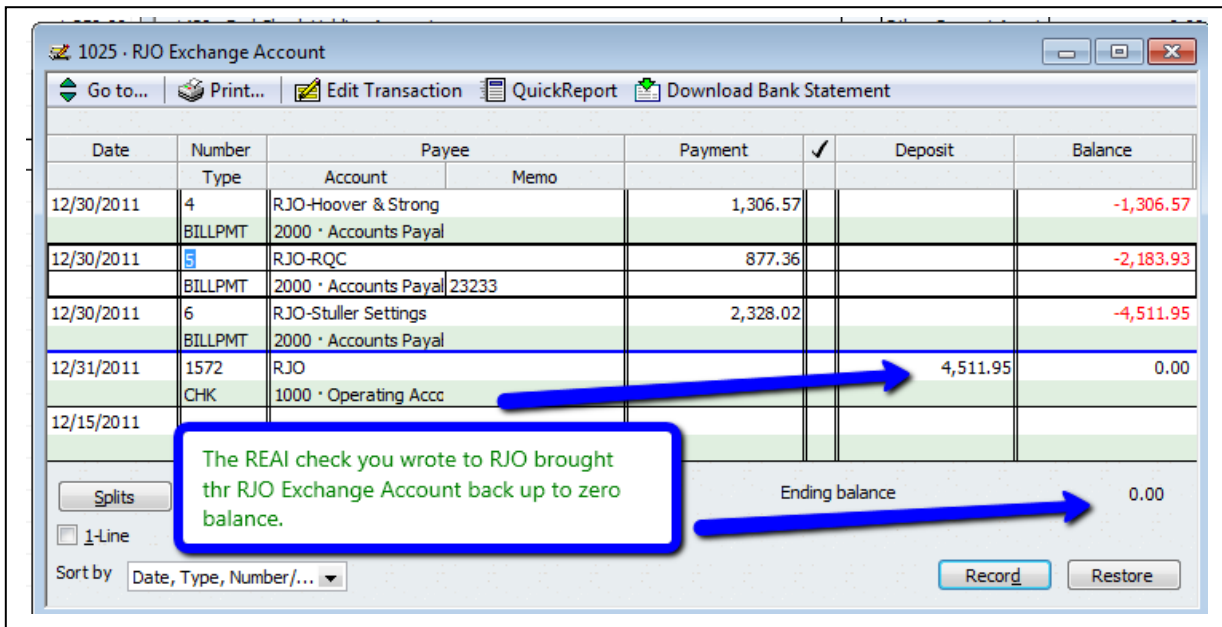 1025 · RJO Exchange Account
Go to... Print... Edit Transaction QuickReport Download Bank Statement
Date Number Payee Payment ✓ Deposit Balance
Type Account Memo
12/30/2011 4 RJO-Hoover & Strong 1,306.57 -1,306.57
BILLPMT 2000 · Accounts Payal
12/30/2011 5 RJO-RQC 877.36 -2,183.93
BILLPMT 2000 · Accounts Payal 23233
12/30/2011 6 RJO-Stuller Settings 2,328.02 -4,511.95
BILLPMT 2000 · Accounts Payal
12/31/2011 1572 RJO 4,511.95 0.00
CHK 1000 · Operating Acco
12/15/2011
The REAI check you wrote to RJO brought
thr RJO Exchange Account back up to zero
balance.
Splits Ending balance 0.00
1-Line
Sort by Date, Type, Number/... Record Restore